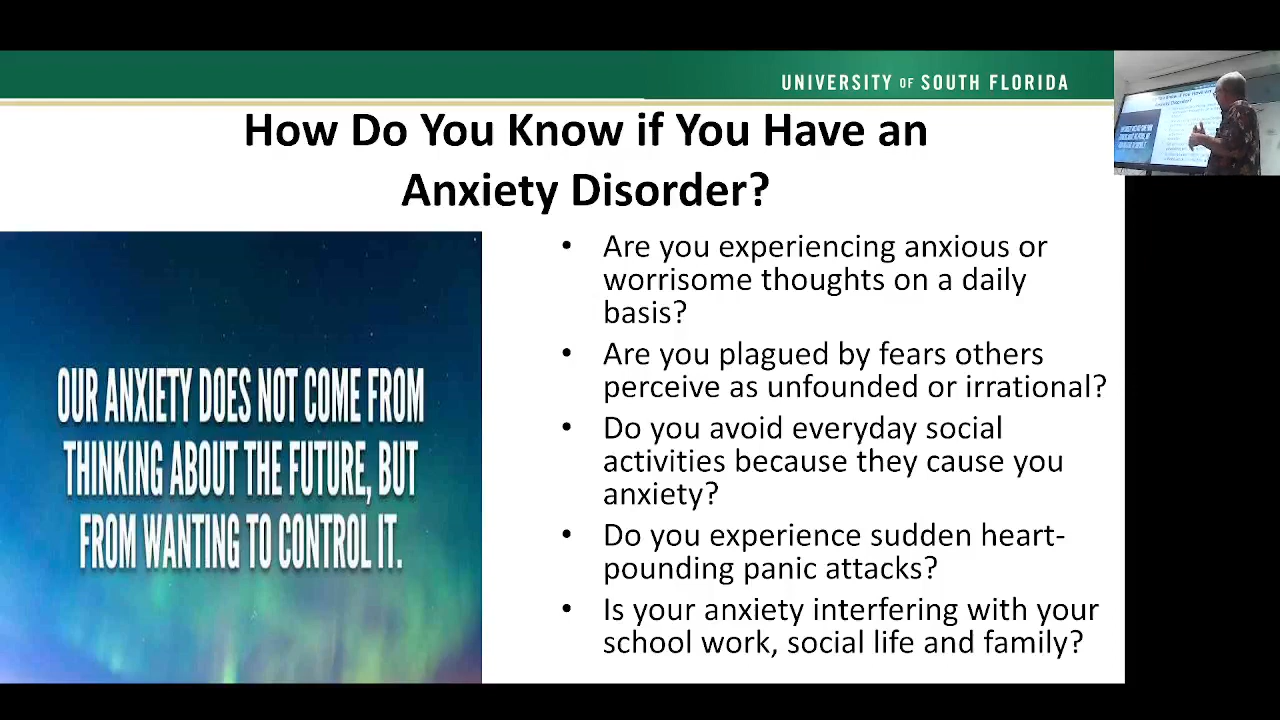 UNIVERSITY OF SOUTH FLORIDA
How Do You Know if You Have an
Anxiety Disorder?
OUR ANXIETY DOES NOT COME FROM
THINKING ABOUT THE FUTURE, BUT
FROM WANTING TO CONTROL IT.
• Are you experiencing anxious or
worrisome thoughts on a daily
basis?
• Are you plagued by fears others
perceive as unfounded or irrational?
• Do you avoid everyday social
activities because they cause you
anxiety?
• Do you experience sudden heart-
pounding panic attacks?
• Is your anxiety interfering with your
school work, social life and family?